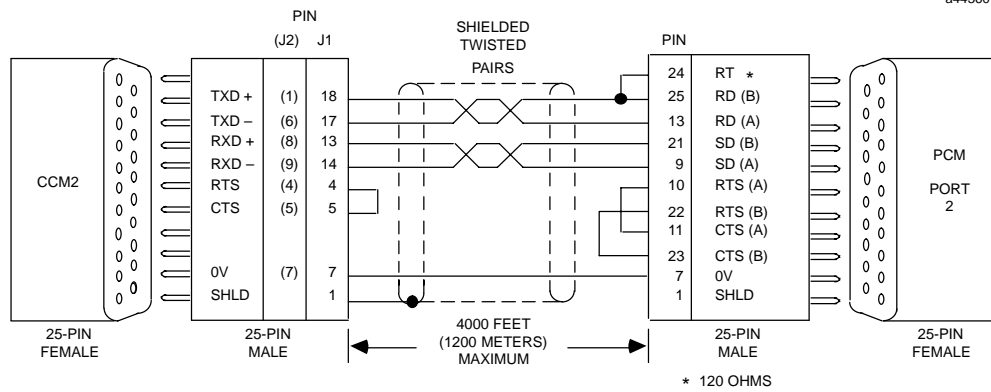 PIN
(J2) J1
SHIELDED
TWISTED
PAIRS
PIN
CCM2
TXD + (1) 18
TXD – (6) 17
RXD + (8) 13
RXD – (9) 14
RTS (4) 4
CTS (5) 5
0V (7) 7
SHLD 1
24 RT *
25 RD (B)
13 RD (A)
21 SD (B)
9 SD (A)
10 RTS (A)
22 RTS (B)
11 CTS (A)
23 CTS (B)
7 0V
1 SHLD
PCM
PORT
2
25-PIN
FEMALE
25-PIN
MALE
4000 FEET
(1200 METERS)
MAXIMUM
25-PIN
MALE
25-PIN
FEMALE
* 120 OHMS